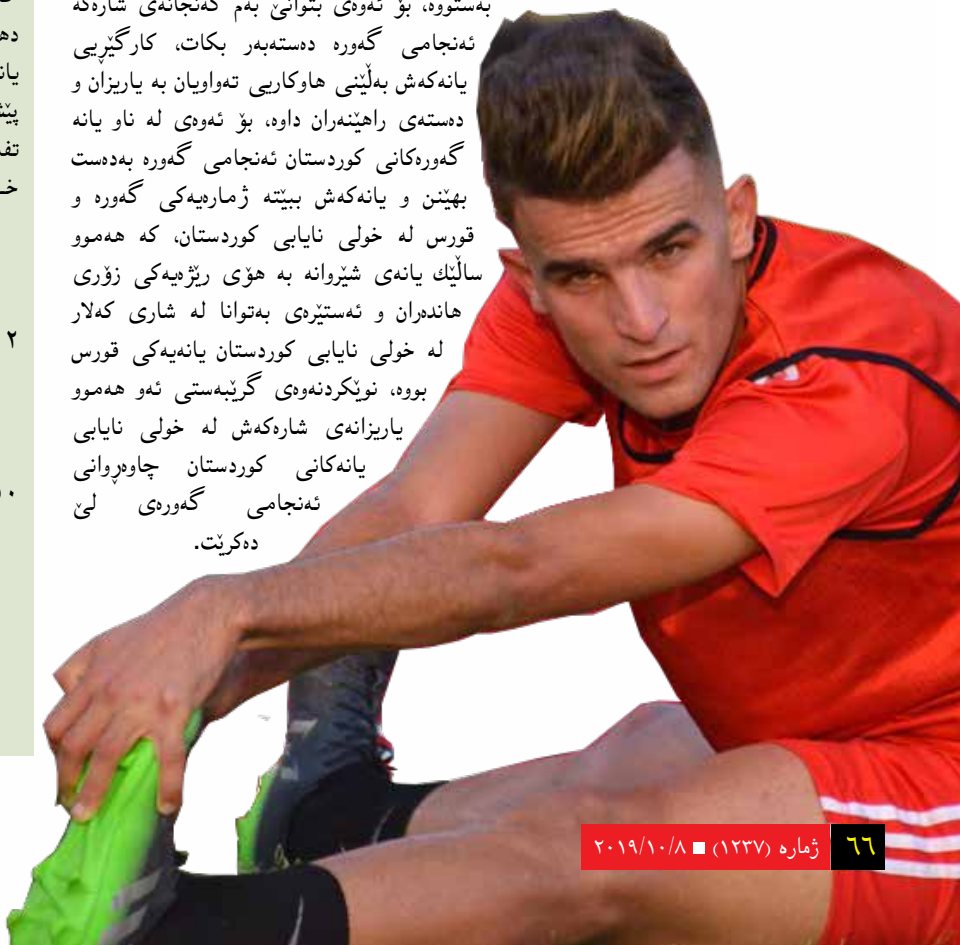 بەستووە، بۆ ئەوەی بتوانێ بەم گەنجانەی شارەکە
ئەنجامی گەورە دەستەبەر بکات، کارگێڕیی
یانەکەش بەڵێنی هاوکاریی تەواویان بە یاریزان و
دەستەی راهێنەران داوە، بۆ ئەوەی لە ناو یانە
گەورەکانی کوردستان ئەنجامی گەورە بەدەست
بهێنن و یانەکەش ببێتە ژمارەیەکی گەورە و
قورس لە خولی نایابی کوردستان، کە هەموو
ساڵێك یانەی شێروانە بە هۆی رێژەیەکی زۆری
هاندەران و ئەستێرەی بەتوانا لە شاری کەلار
لە خولی نایابی کوردستان یانەیەکی قورس
بووە، نوێکردنەوەی گرێبەستی ئەو هەموو
یاریزانەی شارەکەش لە خولی نایابی
یانەکانی کوردستان چاوەڕوانی
ئەنجامی گەورەی لێ
دەکرێت.
٢
٦٦ ژمارە (١٢٣٧) ■ ٢٠١٩/١٠/٨